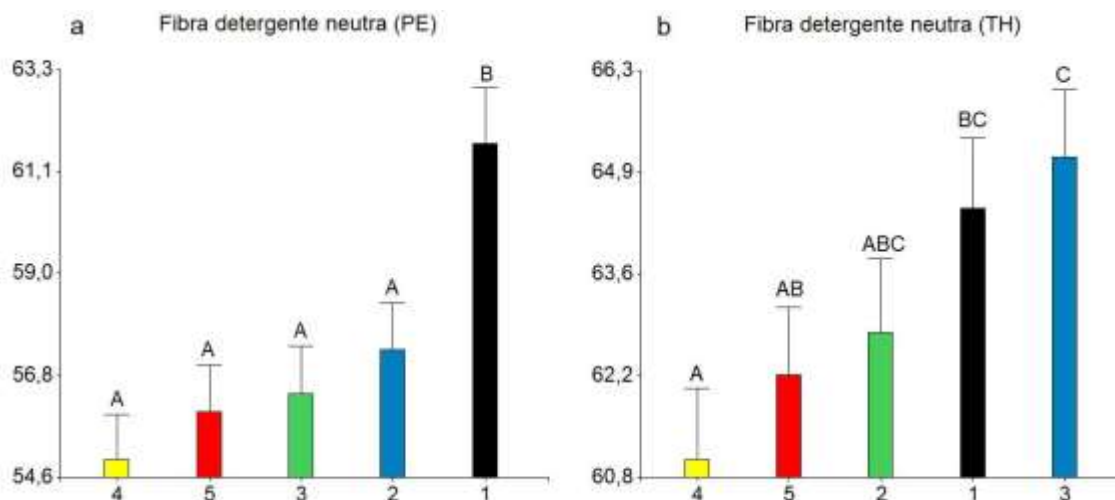 a Fibra detergente neutra (PE)
63,3
61,1
59,0
56,8
54,6
A
A
A
A
B
4 5 3 2 1
b Fibra detergente neutra (TH)
66,3
64,9
63,6
62,2
60,8
A
AB
ABC
BC
C
4 5 2 1 3